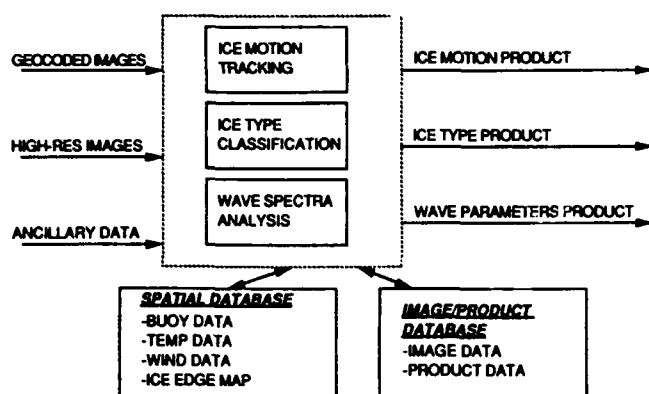 GEOCODED IMAGES
ICE MOTION
TRACKING
ICE MOTION PRODUCT
HIGH-RES IMAGES
ICE TYPE
CLASSIFICATION
ICE TYPE PRODUCT
ANCILLARY DATA
WAVE SPECTRA
ANALYSIS
WAVE PARAMETERS PRODUCT
SPATIAL DATABASE
-BUOY DATA
-TEMP DATA
-WIND DATA
-ICE EDGE MAP
IMAGE/PRODUCT
DATABASE
-IMAGE DATA
-PRODUCT DATA